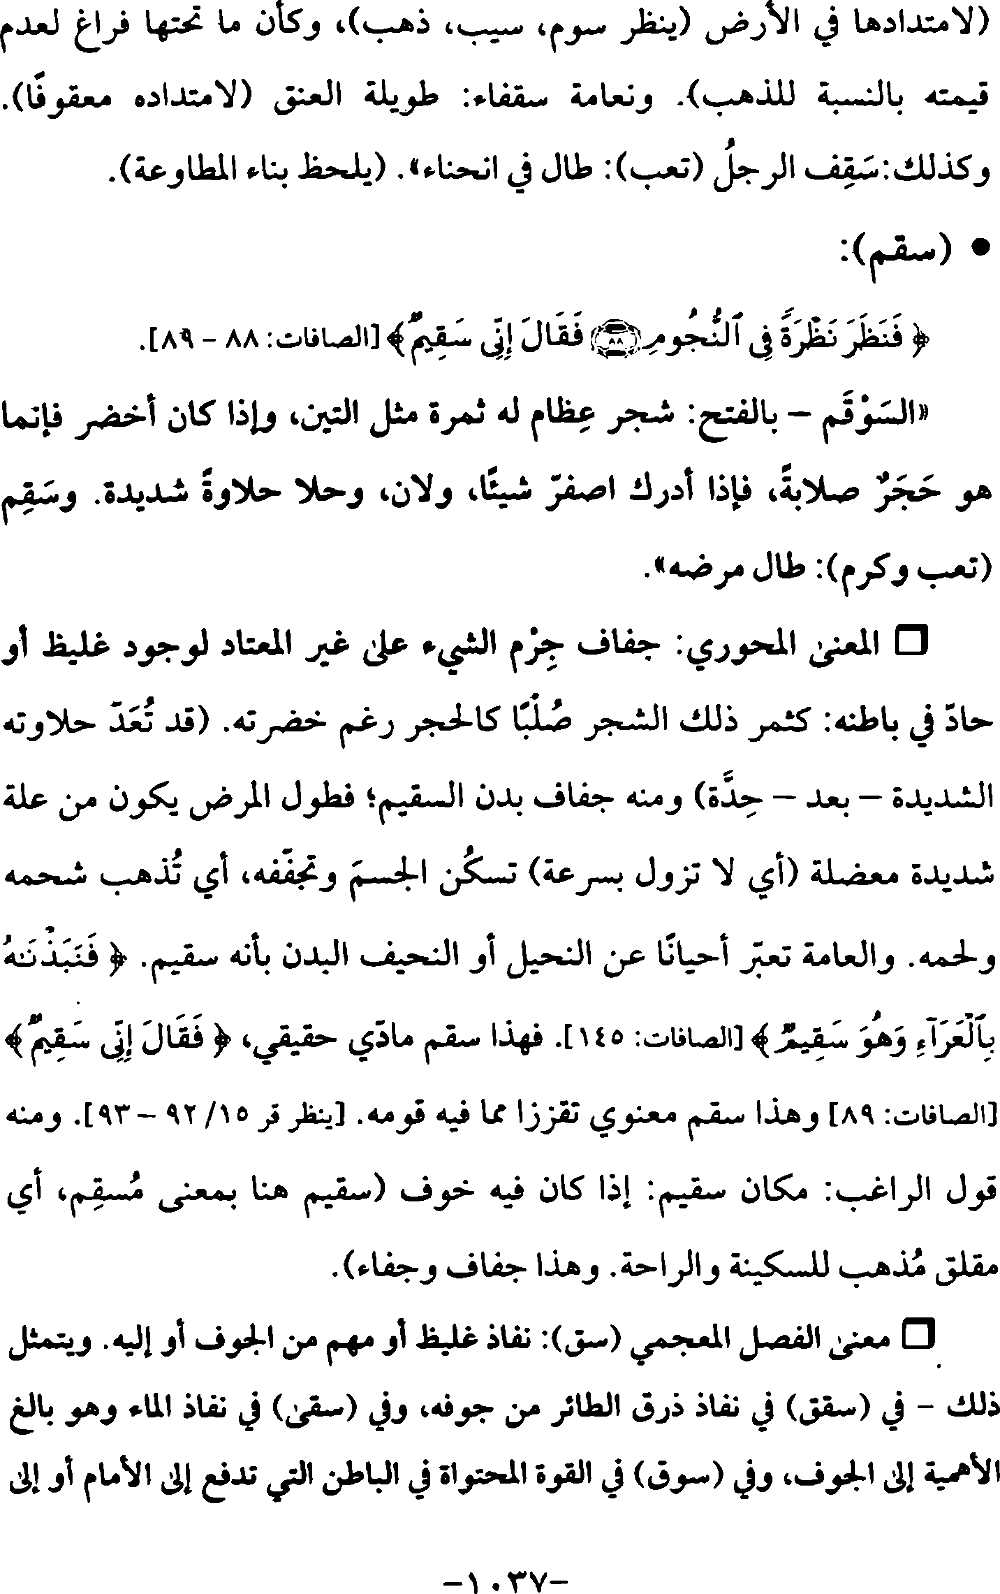 (لامتدادها في الأرض (ينظر سوم، سيب، ذهب)، وكأن ما تحتها فراغ لعدم
قيمته بالنسبة للذهب). ونعامة سقفاء: طويلة العنق (لامتداده معقوفًا).
وكذلك: سَقِف الرجلُ (تعب): طال في انحناء». (يلحظ بناء المطاوعة).
● (سقم):
﴿ فَنَظَرَ نَظْرَةً فِي ٱلنُّجُومِ ۝٨٨ فَقَالَ إِنِّي سَقِيمٌ ﴾ [الصافات: ٨٨ – ٨٩].
«السَوْقَم – بالفتح: شجر عِظام له ثمرة مثل التين، وإذا كان أخضر فإنما
هو حَجَرٌ صلابةً، فإذا أدرك اصفرّ شيئًا، ولان، وحلا حلاوةً شديدة. وسَقِم
(تعب وكرم): طال مرضه».
❒ المعنى المحوري: جفاف جِرْم الشيء على غير المعتاد لوجود غليظ أو
حادّ في باطنه: كثمر ذلك الشجر صُلْبًا كالحجر رغم خضرته. (قد تُعَدّ حلاوته
الشديدة – بعد – حِدَّة) ومنه جفاف بدن السقيم؛ فطول المرض يكون من علة
شديدة معضلة (أي لا تزول بسرعة) تسكُن الجسمَ وتجفّفه، أي تُذهب شحمه
ولحمه. والعامة تعبّر أحيانًا عن النحيل أو النحيف البدن بأنه سقيم. ﴿ فَنَبَذْنَـٰهُ
بِٱلْعَرَآءِ وَهُوَ سَقِيمٌ ﴾ [الصافات: ١٤٥]. فهذا سقم مادّي حقيقي، ﴿ فَقَالَ إِنِّي سَقِيمٌ ﴾
[الصافات: ٨٩] وهذا سقم معنوي تقززا مما فيه قومه. [ينظر قر ١٥/ ٩٢ – ٩٣]. ومنه
قول الراغب: مكان سقيم: إذا كان فيه خوف (سقيم هنا بمعنى مُسقِم، أي
مقلق مُذهب للسكينة والراحة. وهذا جفاف وجفاء).
❒ معنى الفصل المعجمي (سق): نفاذ غليظ أو مهم من الجوف أو إليه. ويتمثل
ذلك – في (سقق) في نفاذ ذرق الطائر من جوفه، وفي (سقى) في نفاذ الماء وهو بالغ
الأهمية إلى الجوف، وفي (سوق) في القوة المحتواة في الباطن التي تدفع إلى الأمام أو إلى
–١٠٣٧–